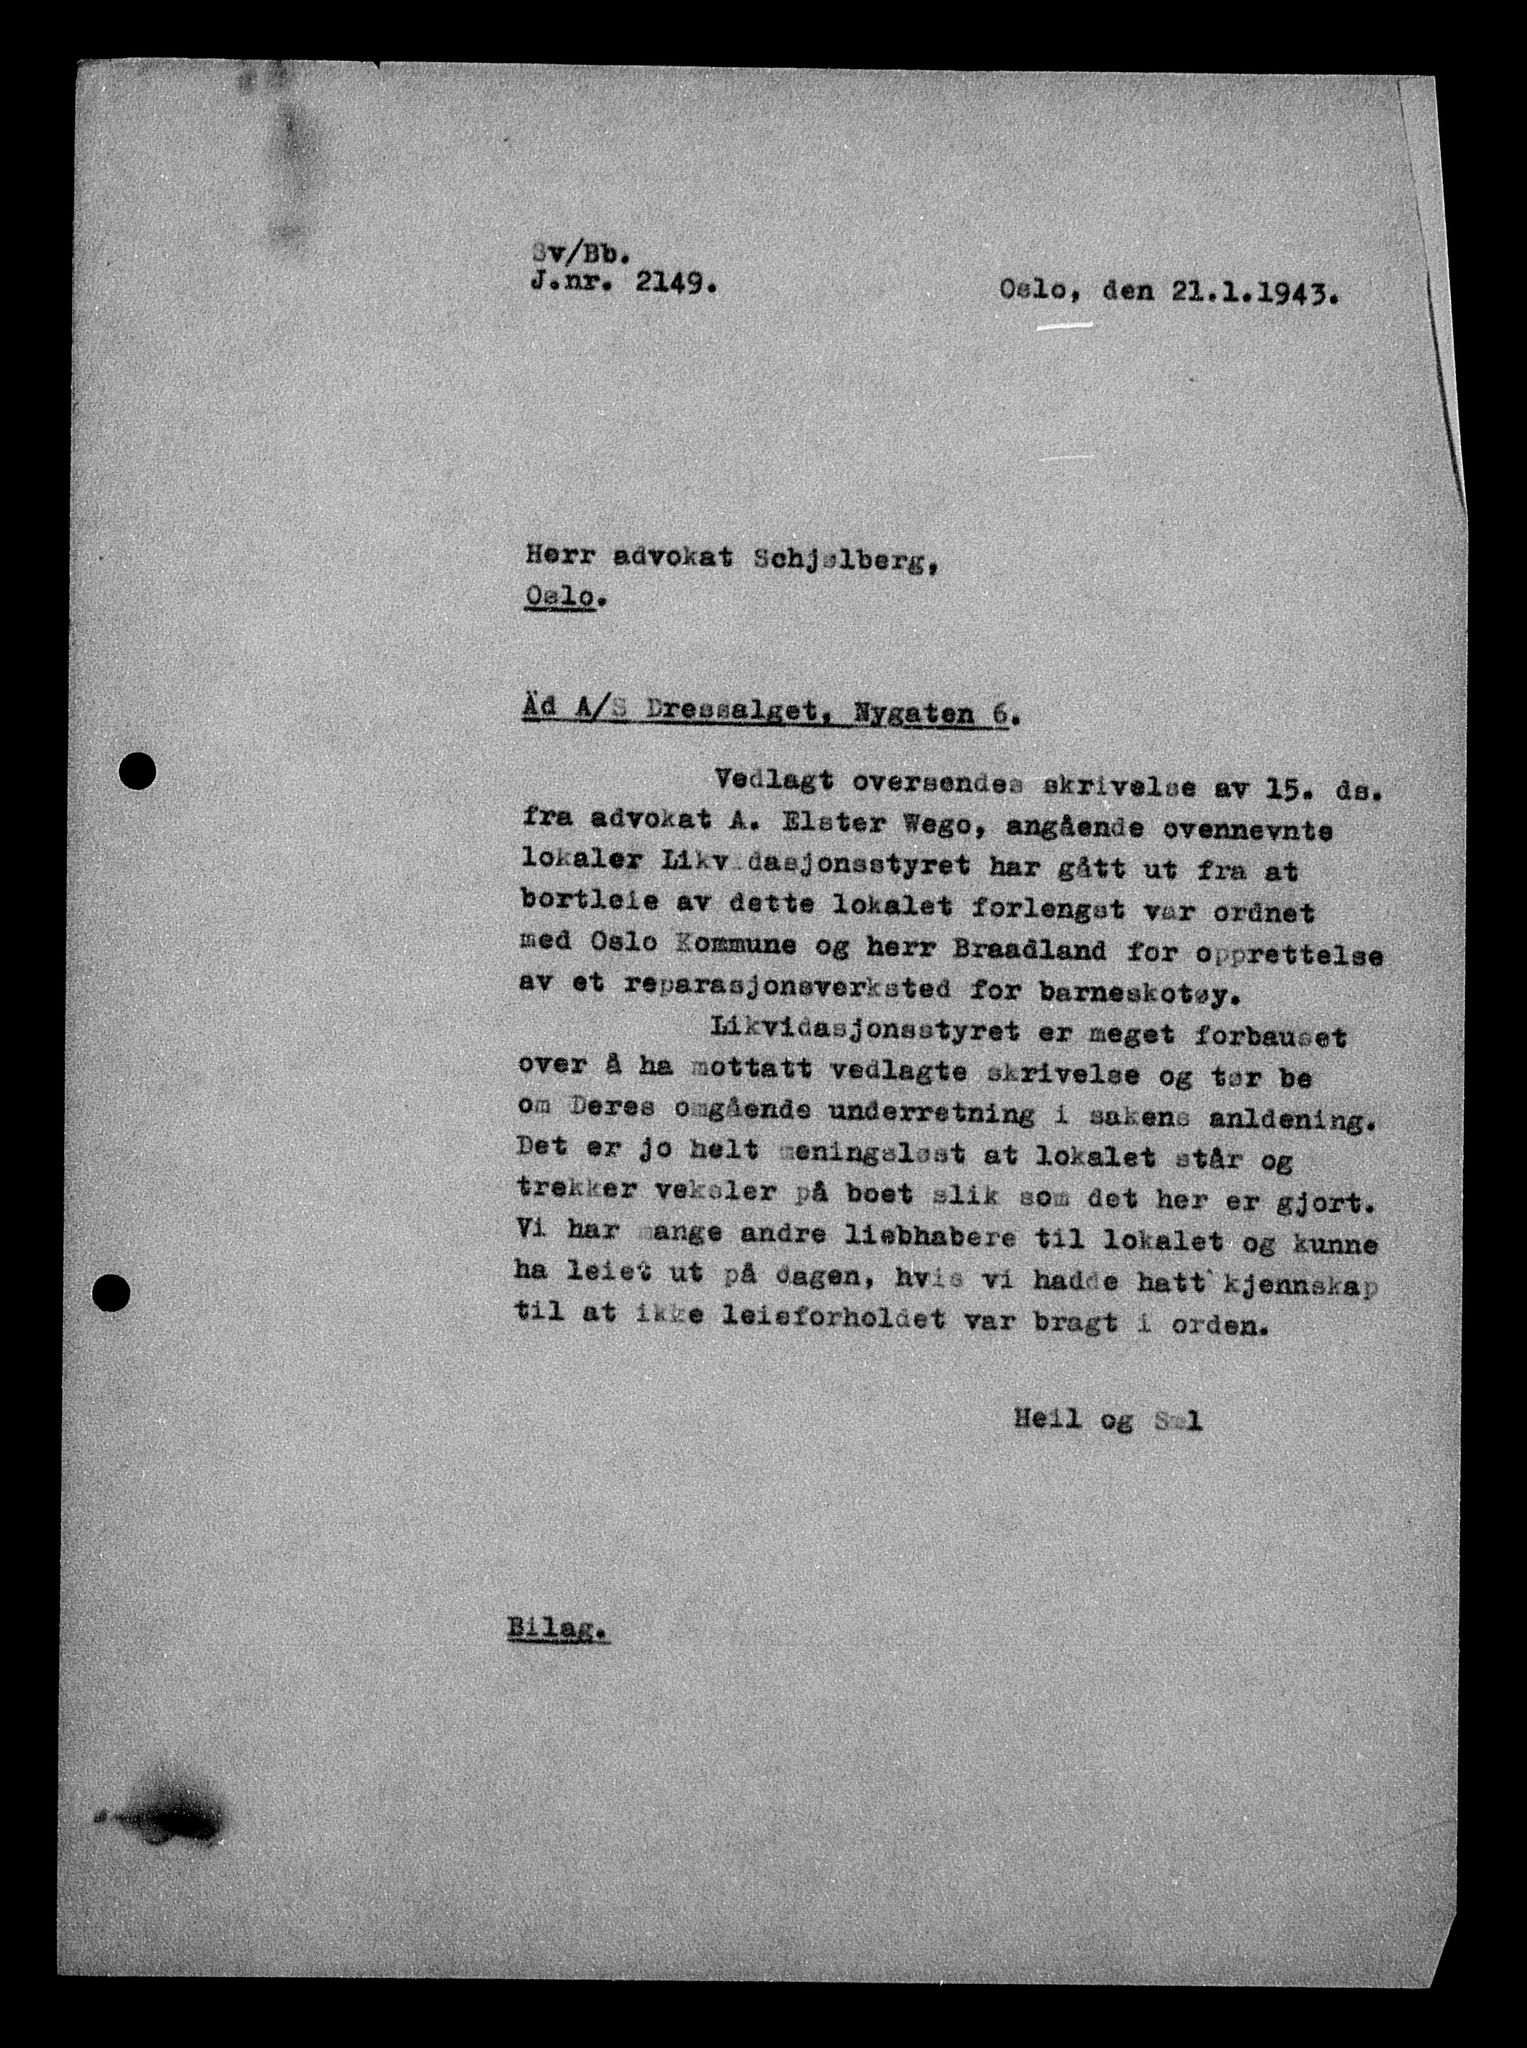 Sv/Bb.
J.nr. 2149.
Oslo, den 21.1.1943.
Herr advokat Schjelberg,
Oslo.
Äd A/S Dressalget, Nygaten 6.
Vedlagt oversendes skrivelse av 15. ds.
fra advokat A. Elster Wego, angående ovennevnte
lokaler Likvidasjonsstyret har gått ut fra at
bortleie av dette lokalet forlengst var ordnet
med Oslo Kommune og herr Braadland for opprettelse
av et reparasjonsverksted for barneskotøy.
Likvidasjonsstyret er meget forbauset
over å ha mottatt vedlagte skrivelse og tør be
om Deres omgående underretning i sakens anldening.
Det er jo helt meningsløst at lokalet står og
trekker veksler på boet slik som det her er gjort.
Vi har mange andre liebhabere til lokalet og kunne
ha leiet ut på dagen, hvis vi hadde hatt kjennskap
til at ikke leieforholdet var bragt i orden.
Heil og Sæl
Bilag.